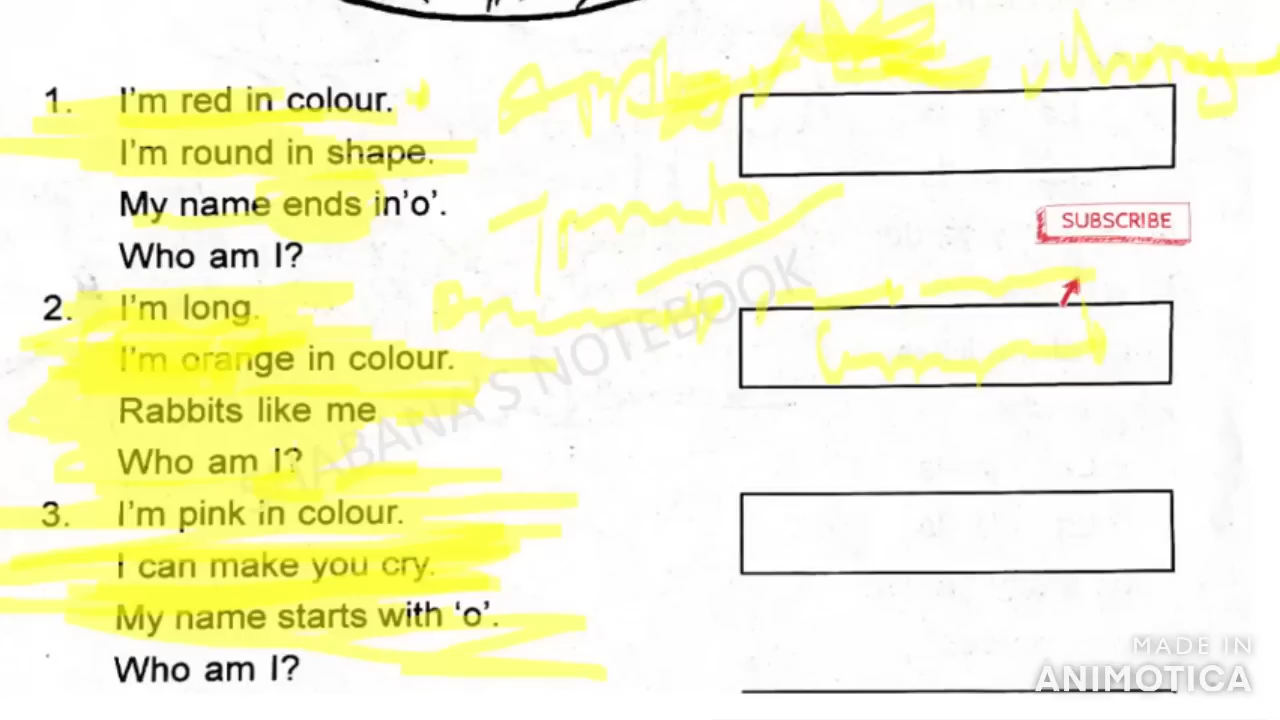 1. I'm red in colour.
I'm round in shape.
My name ends in'o'.
Who am I?
SUBSCRIBE
2. I'm long.
I'm orange in colour.
Rabbits like me
Who am I?
SHABANA'S NOTEBOOK
3. I'm pink in colour.
I can make you cry.
My name starts with 'o'.
Who am I?
MADE IN
ANIMOTICA